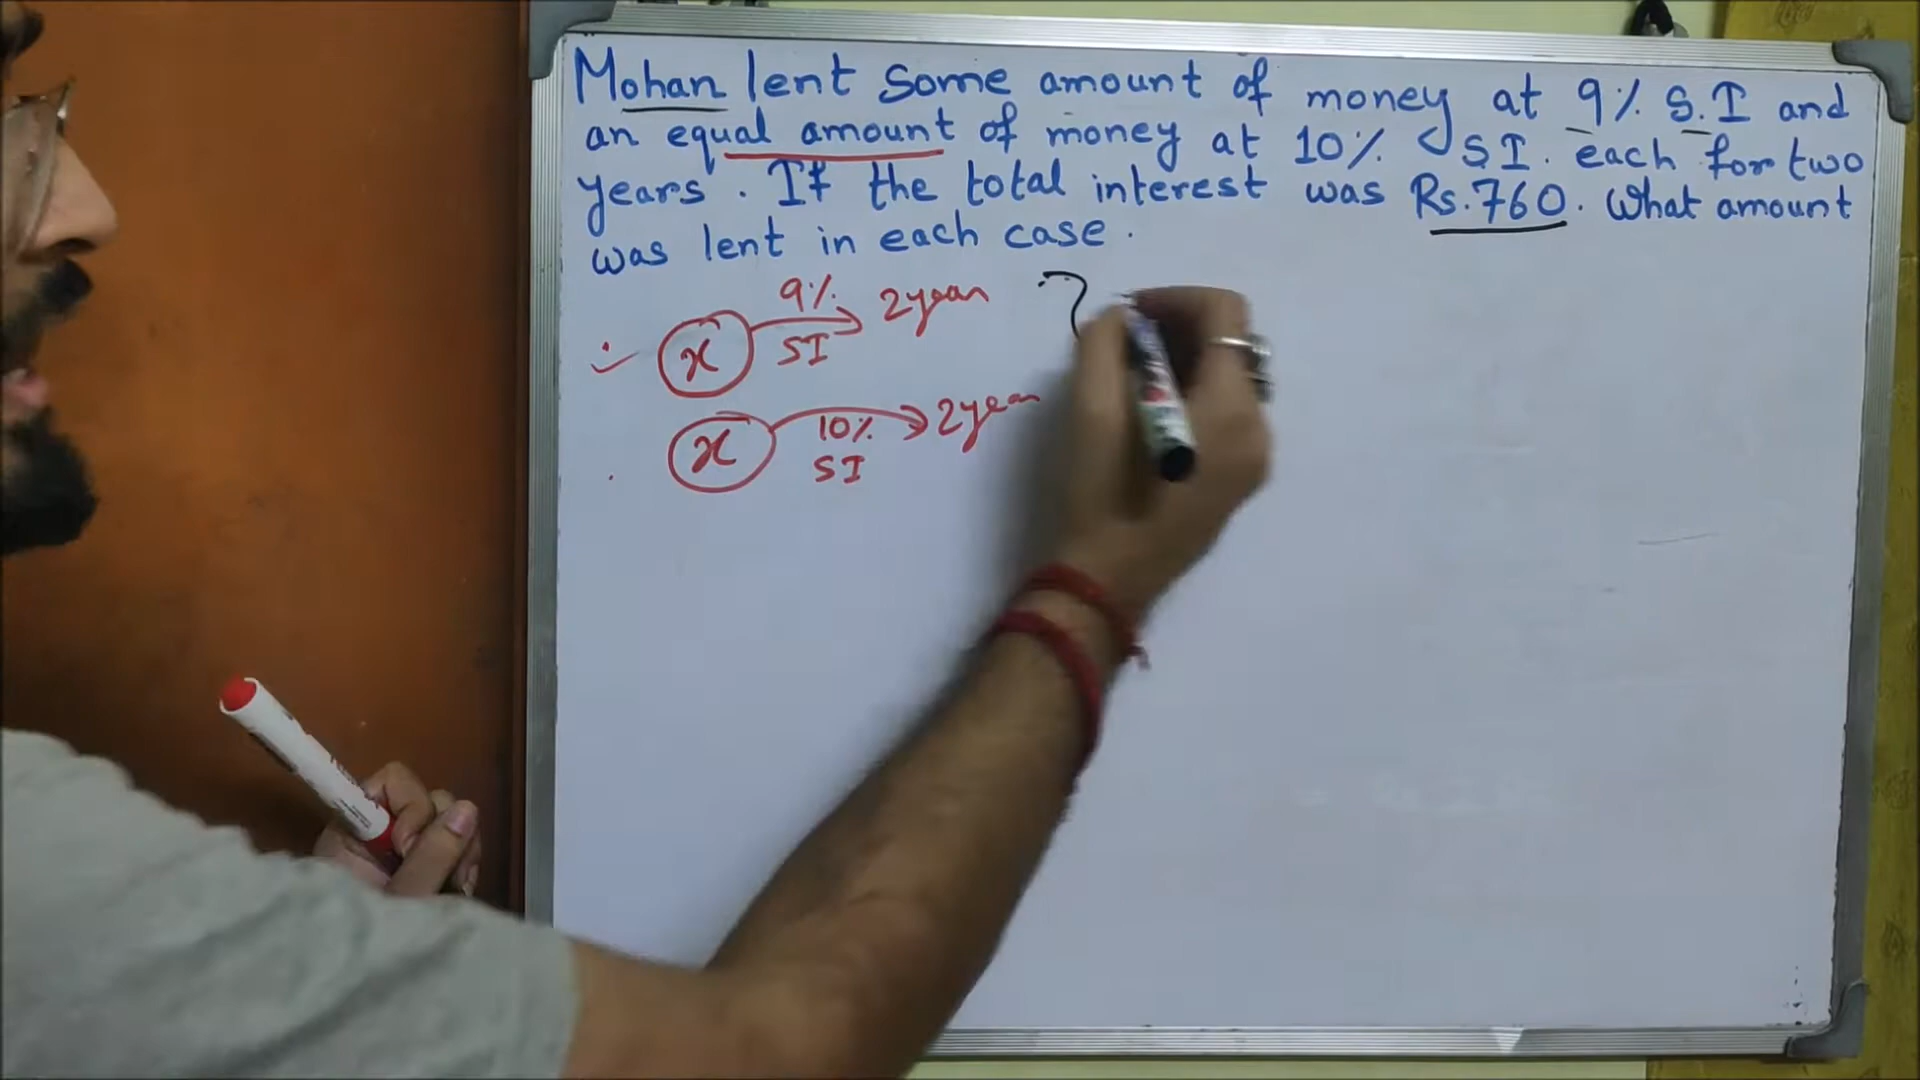 Mohan lent some amount of money at 9% S.I and
an equal amount of money at 10% SI. each for two
years. If the total interest was Rs.760. What amount
was lent in each case.
9%
x SI 2year
x 10% 2year
SI